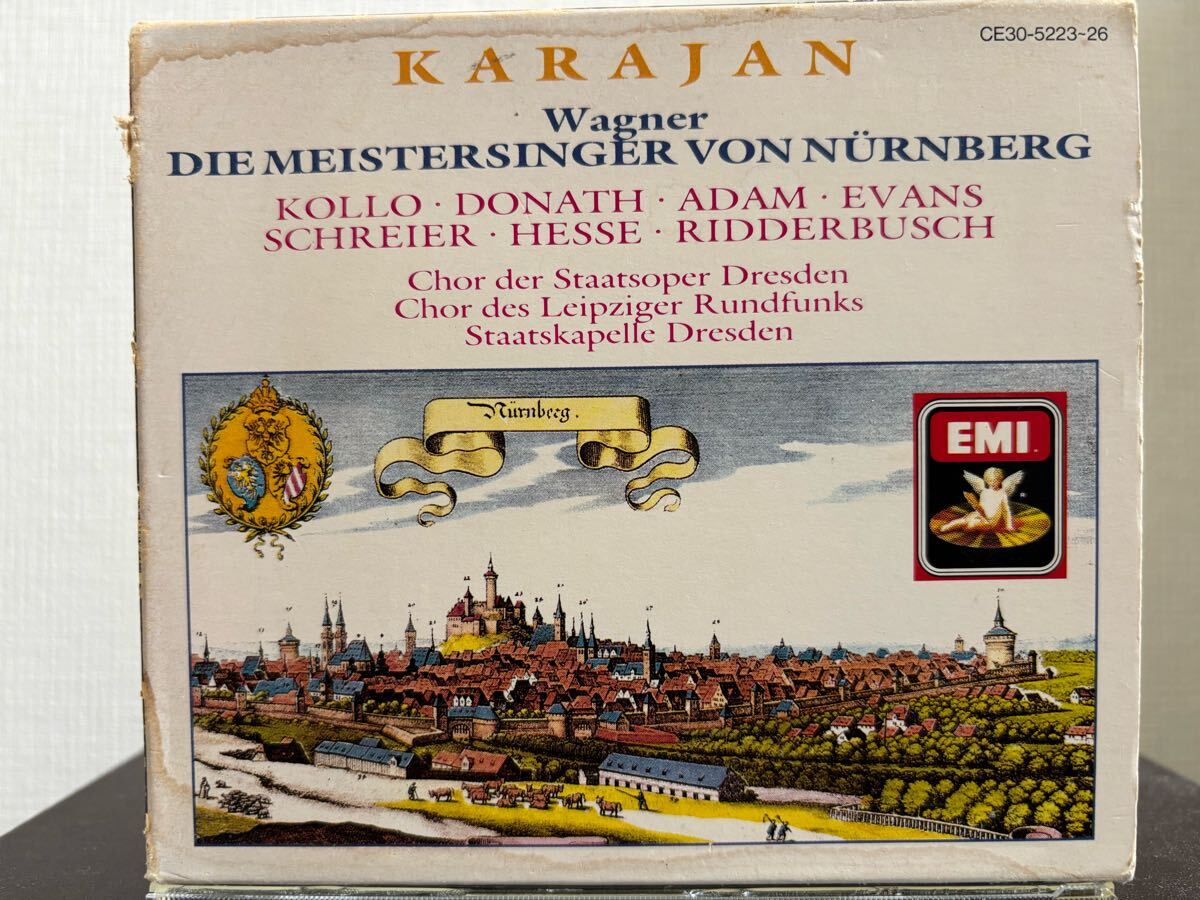 CE30-5223~26
KARAJAN
Wagner
DIE MEISTERSINGER VON NÜRNBERG
KOLLO · DONATH · ADAM · EVANS
SCHREIER · HESSE · RIDDERBUSCH
Chor der Staatsoper Dresden
Chor des Leipziger Rundfunks
Staatskapelle Dresden
Nürnberg.
EMI